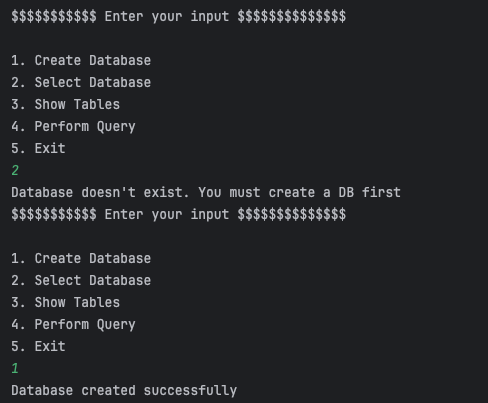 $$$$$$$$$$$ Enter your input $$$$$$$$$$$$$$
1. Create Database
2. Select Database
3. Show Tables
4. Perform Query
5. Exit
2
Database doesn't exist. You must create a DB first
$$$$$$$$$$$ Enter your input $$$$$$$$$$$$$$
1. Create Database
2. Select Database
3. Show Tables
4. Perform Query
5. Exit
1
Database created successfully